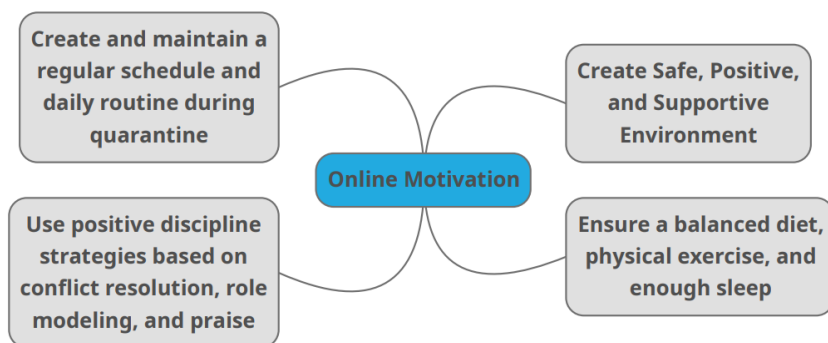 Create and maintain a
regular schedule and
daily routine during
quarantine
Create Safe, Positive,
and Supportive
Environment
Online Motivation
Use positive discipline
strategies based on
conflict resolution, role
modeling, and praise
Ensure a balanced diet,
physical exercise, and
enough sleep